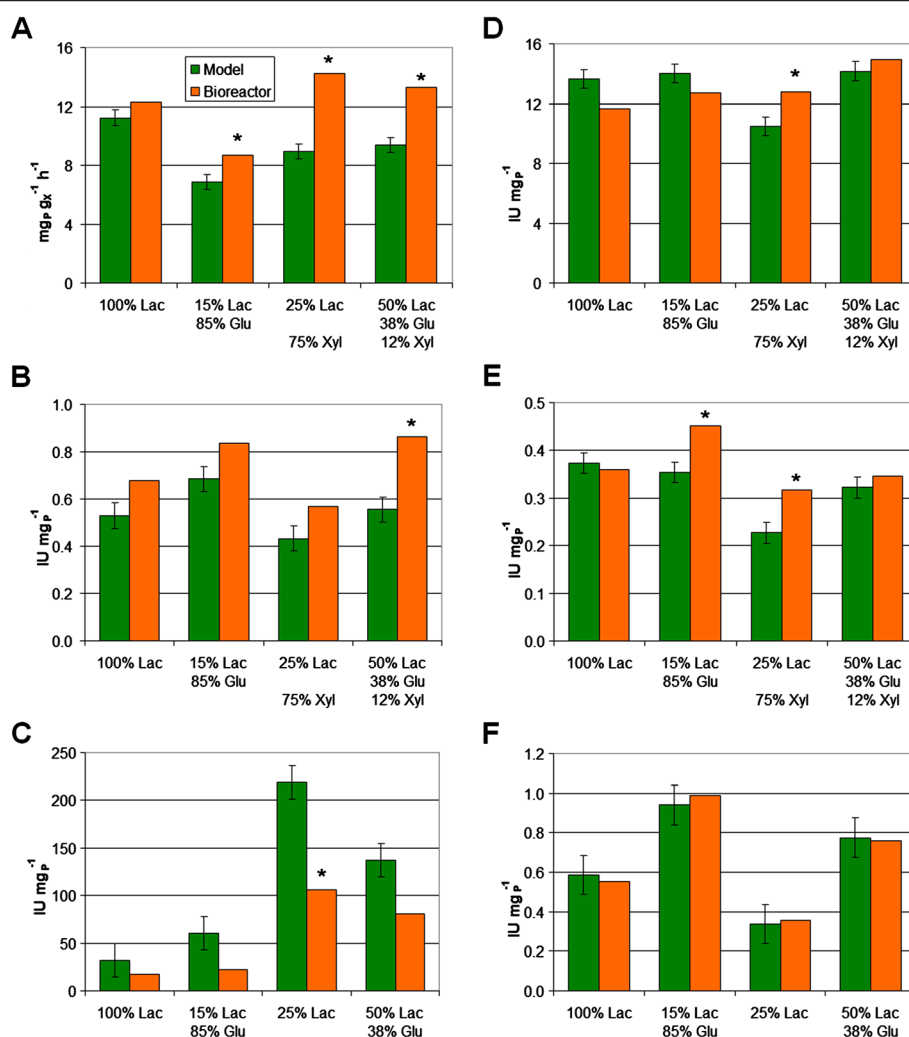 A
16
12
8
4
0
mgP gX-1 h-1
Model
Bioreactor
*
*
*
100% Lac
15% Lac
85% Glu
25% Lac
75% Xyl
50% Lac
38% Glu
12% Xyl
D
16
12
8
4
0
IU mgP-1
*
100% Lac
15% Lac
85% Glu
25% Lac
75% Xyl
50% Lac
38% Glu
12% Xyl
B
1.0
0.8
0.6
0.4
0.2
0.0
IU mgP-1
*
100% Lac
15% Lac
85% Glu
25% Lac
75% Xyl
50% Lac
38% Glu
12% Xyl
E
0.5
0.4
0.3
0.2
0.1
0.0
IU mgP-1
*
*
100% Lac
15% Lac
85% Glu
25% Lac
75% Xyl
50% Lac
38% Glu
12% Xyl
C
250
200
150
100
50
0
IU mgP-1
*
100% Lac
15% Lac
85% Glu
25% Lac
50% Lac
38% Glu
F
1.2
1.0
0.8
0.6
0.4
0.2
0.0
IU mgP-1
100% Lac
15% Lac
85% Glu
25% Lac
50% Lac
38% Glu